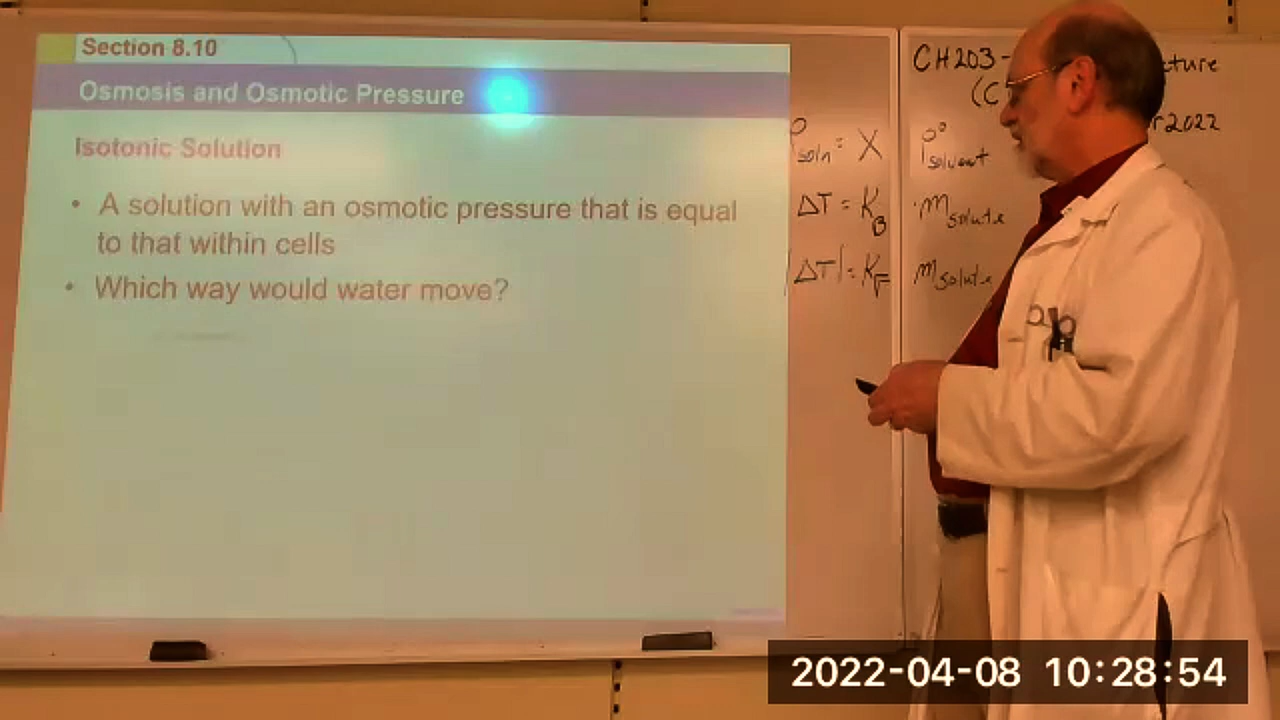 Section 8.10
Osmosis and Osmotic Pressure
Isotonic Solution
• A solution with an osmotic pressure that is equal
to that within cells
• Which way would water move?
CH203-
(C
2022
Psoln = X P°solvent
ΔT = KB · msolute
|ΔT| = KF msolute
2022-04-08 10:28:54